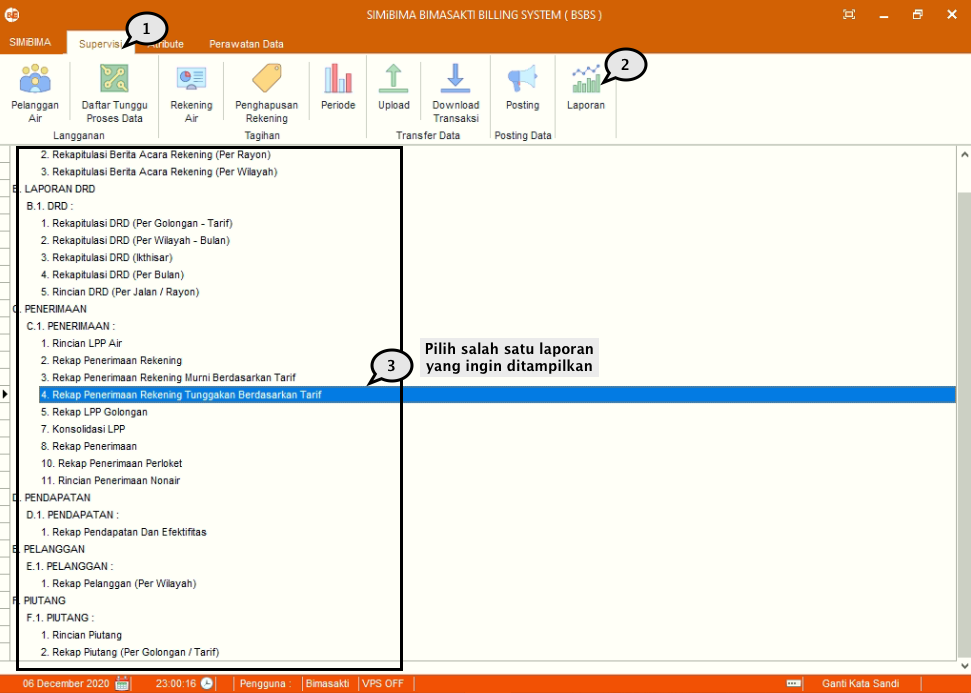 SIMiBIMA BIMASAKTI BILLING SYSTEM ( BSBS )
1
SIMiBIMA Supervisi Atribute Perawatan Data
2
Pelanggan Air
Daftar Tunggu Proses Data
Rekening Air
Penghapusan Rekening
Periode
Upload
Download Transaksi
Posting
Laporan
Langganan Tagihan Transfer Data Posting Data
2. Rekapitulasi Berita Acara Rekening (Per Rayon)
3. Rekapitulasi Berita Acara Rekening (Per Wilayah)
B. LAPORAN DRD
B.1. DRD :
1. Rekapitulasi DRD (Per Golongan - Tarif)
2. Rekapitulasi DRD (Per Wilayah - Bulan)
3. Rekapitulasi DRD (Ikthisar)
4. Rekapitulasi DRD (Per Bulan)
5. Rincian DRD (Per Jalan / Rayon)
C. PENERIMAAN
C.1. PENERIMAAN :
1. Rincian LPP Air
2. Rekap Penerimaan Rekening
3. Rekap Penerimaan Rekening Murni Berdasarkan Tarif
4. Rekap Penerimaan Rekening Tunggakan Berdasarkan Tarif
5. Rekap LPP Golongan
7. Konsolidasi LPP
8. Rekap Penerimaan
10. Rekap Penerimaan Perloket
11. Rincian Penerimaan Nonair
D. PENDAPATAN
D.1. PENDAPATAN :
1. Rekap Pendapatan Dan Efektifitas
E. PELANGGAN
E.1. PELANGGAN :
1. Rekap Pelanggan (Per Wilayah)
F. PIUTANG
F.1. PIUTANG :
1. Rincian Piutang
2. Rekap Piutang (Per Golongan / Tarif)
3
Pilih salah satu laporan
yang ingin ditampilkan
06 December 2020 23:00:16 Pengguna : Bimasakti VPS OFF Ganti Kata Sandi